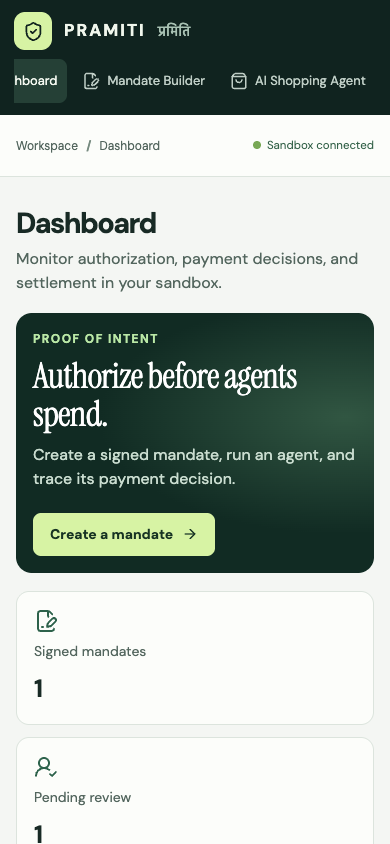 PRAMITI प्रमिति
hboard Mandate Builder AI Shopping Agent
Workspace / Dashboard Sandbox connected
Dashboard
Monitor authorization, payment decisions, and
settlement in your sandbox.
PROOF OF INTENT
Authorize before agents
spend.
Create a signed mandate, run an agent, and
trace its payment decision.
Create a mandate →
Signed mandates
1
Pending review
1